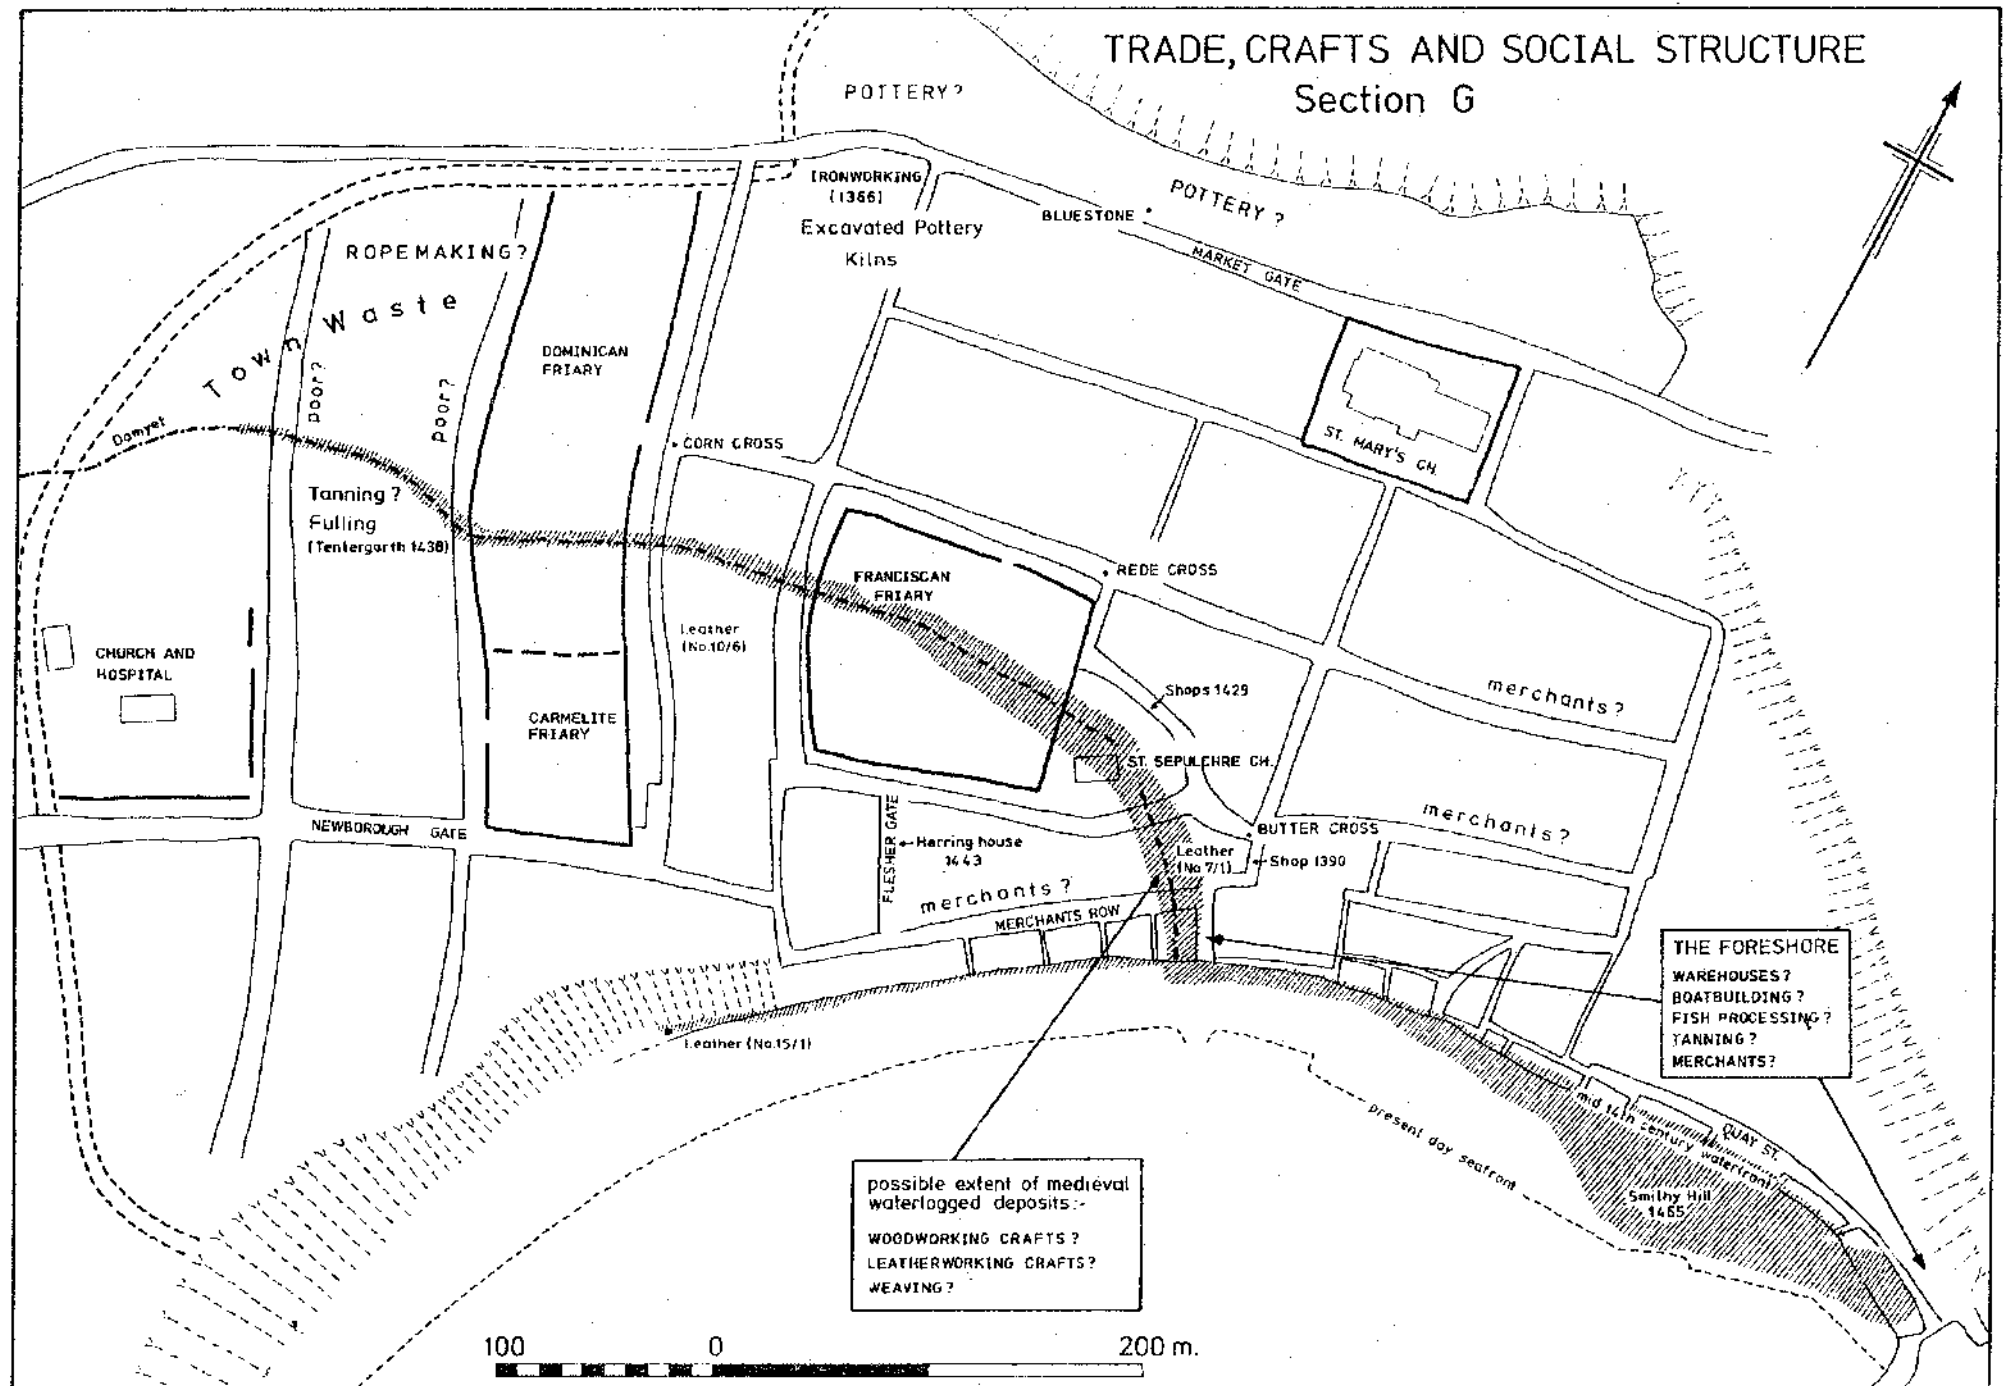 TRADE, CRAFTS AND SOCIAL STRUCTURE
Section G
POTTERY?
IRONWORKING
(1366)
Excavated Pottery
Kilns
BLUESTONE
POTTERY ?
MARKET GATE
ROPEMAKING?
Town Waste
poor?
poor?
DOMINICAN
FRIARY
Damyet
CORN CROSS
ST. MARY'S CH.
Tanning ?
Fulling
(Tentergarth 1438)
FRANCISCAN
FRIARY
REDE CROSS
Leather
(No.10/6)
CHURCH AND
HOSPITAL
CARMELITE
FRIARY
Shops 1429
merchants?
ST. SEPULCHRE CH.
NEWBOROUGH GATE
FLESHER GATE
Herring house
1443
BUTTER CROSS
merchants?
Leather
(No 7/1)
Shop 1390
merchants?
MERCHANTS ROW
THE FORESHORE
WAREHOUSES?
BOATBUILDING?
FISH PROCESSING?
TANNING?
MERCHANTS?
Leather (No.15/1)
mid 14th century waterfront
QUAY ST.
present day seafront
Smithy Hill
1465
possible extent of medieval
waterlogged deposits:-
WOODWORKING CRAFTS?
LEATHERWORKING CRAFTS?
WEAVING?
100 0 200 m.